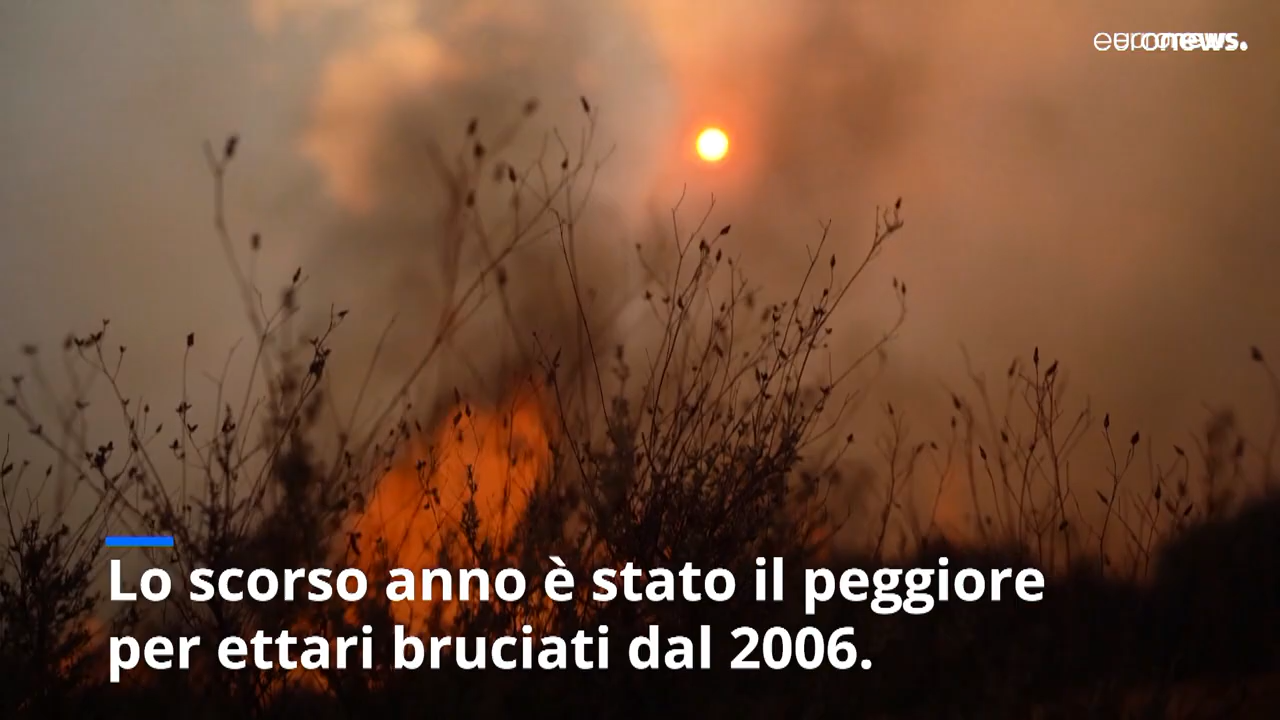 euronews.
Lo scorso anno è stato il peggiore
per ettari bruciati dal 2006.